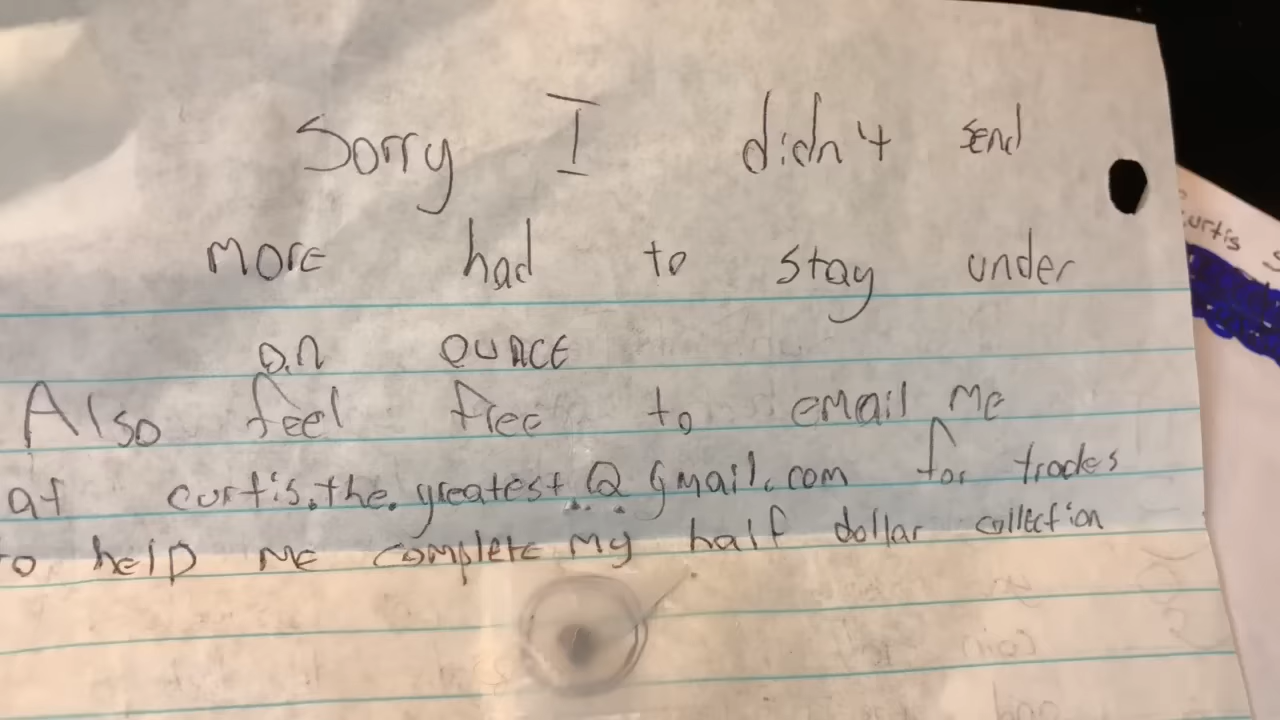 Sorry I didn't send
more had to stay under
an ounce
Also feel free to email me
at curtis.the.greatest.@gmail.com for trades
to help me complete my half dollar collection
Curtis